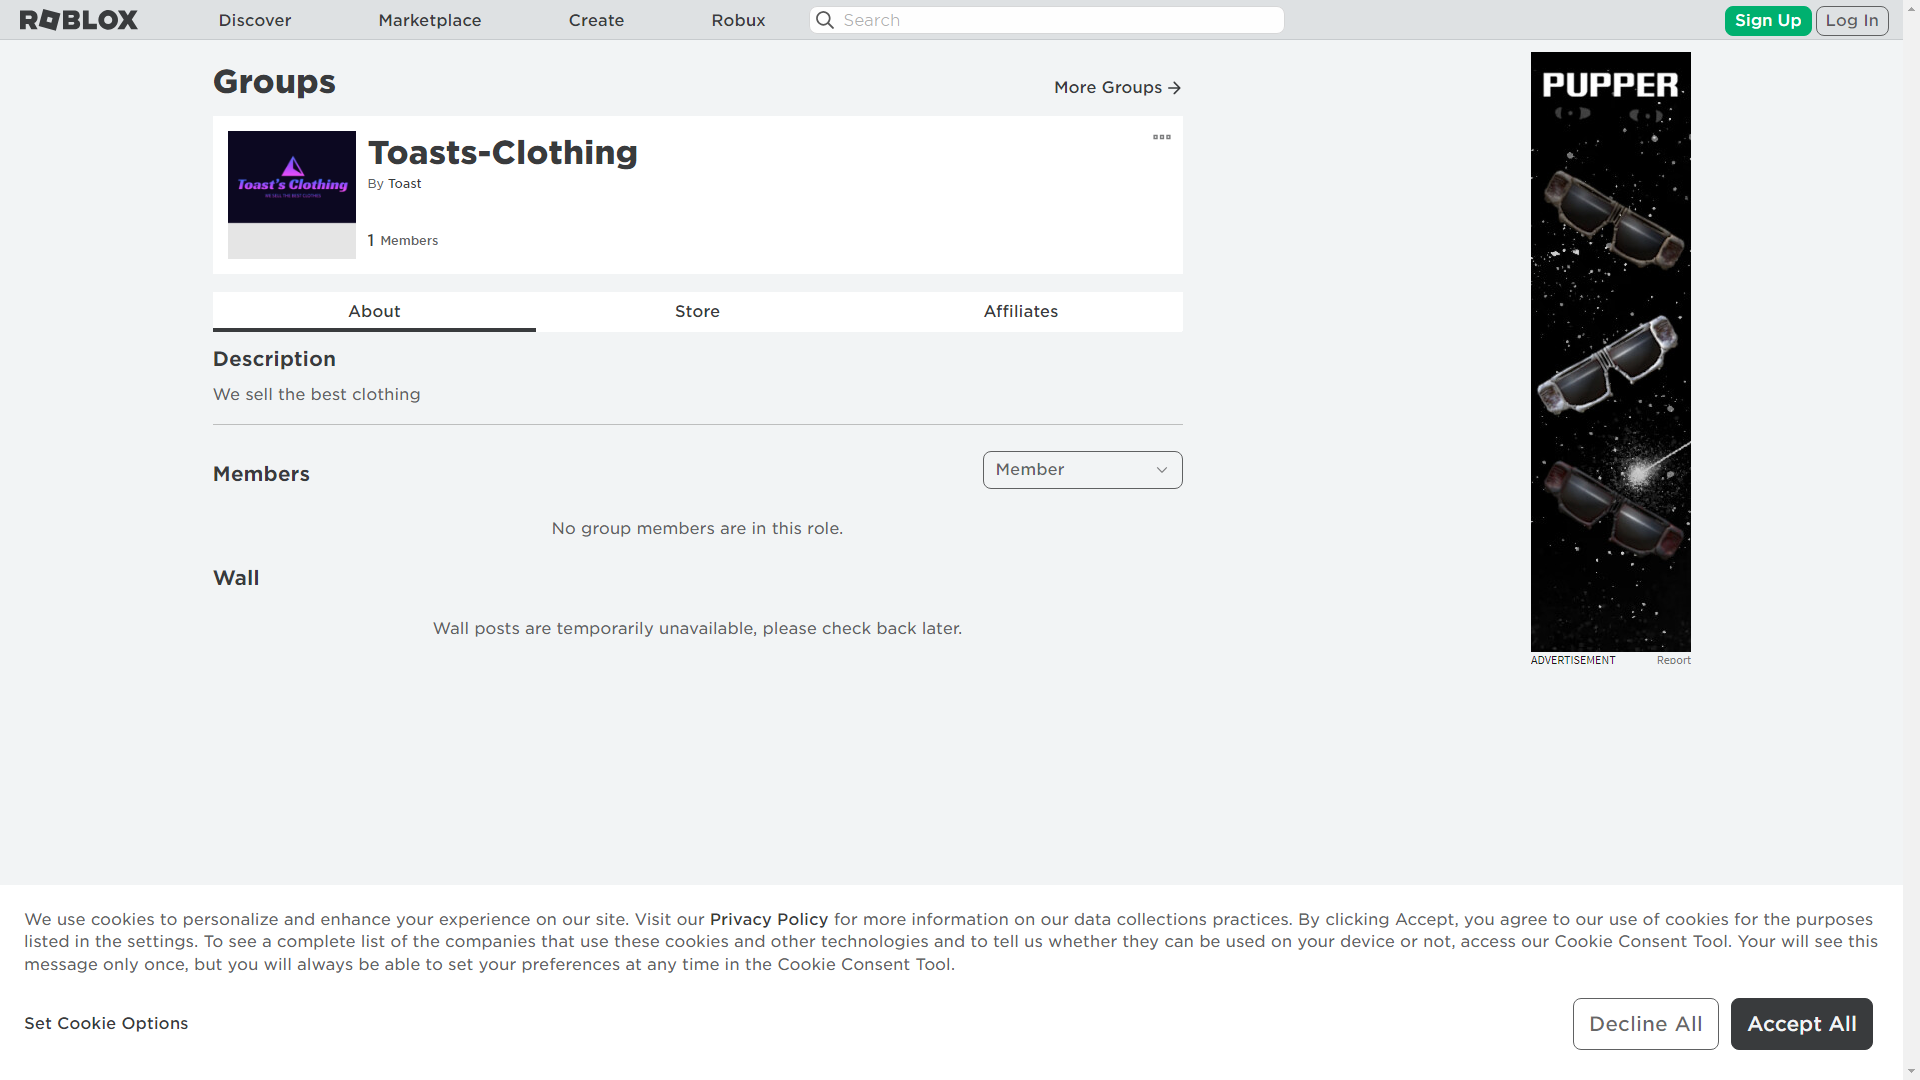 ROBLOX
Discover
Marketplace
Create
Robux
Search
Sign Up
Log In
Groups
More Groups
Toast's Clothing
WE SELL THE BEST CLOTHING
Toasts-Clothing
By Toast
1 Members
About
Store
Affiliates
Description
We sell the best clothing
Members
Member
No group members are in this role.
Wall
Wall posts are temporarily unavailable, please check back later.
PUPPER
ADVERTISEMENT
Report
We use cookies to personalize and enhance your experience on our site. Visit our Privacy Policy for more information on our data collections practices. By clicking Accept, you agree to our use of cookies for the purposes
listed in the settings. To see a complete list of the companies that use these cookies and other technologies and to tell us whether they can be used on your device or not, access our Cookie Consent Tool. Your will see this
message only once, but you will always be able to set your preferences at any time in the Cookie Consent Tool.
Set Cookie Options
Decline All
Accept All